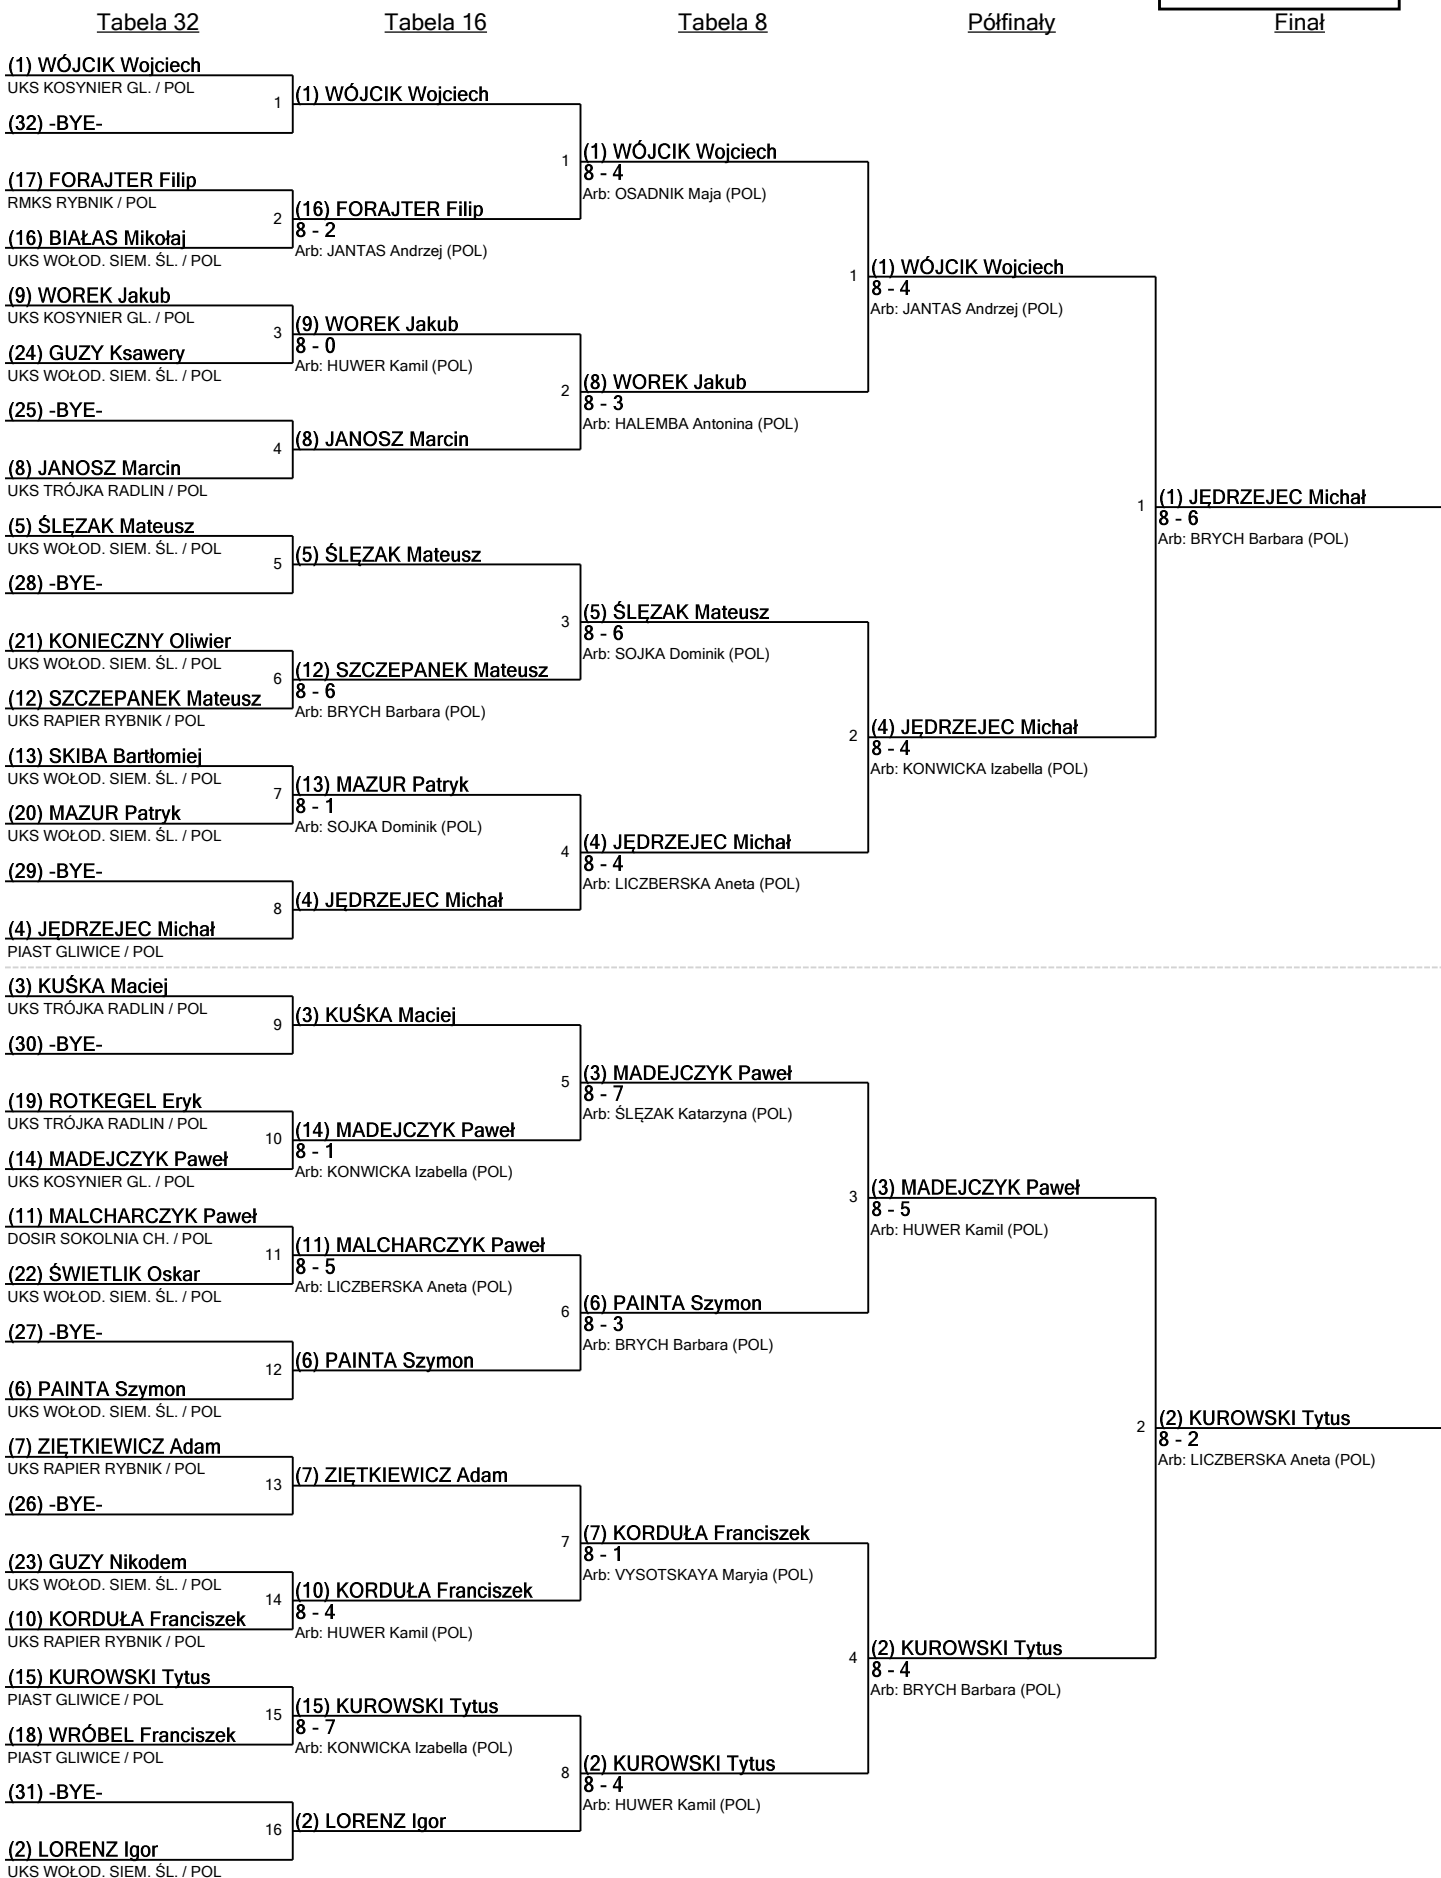 Tabela 32
Tabela 16
Tabela 8
Półfinały
Finał
(1) WÓJCIK Wojciech
UKS KOSYNIER GL. / POL
1
(32) -BYE-
(17) FORAJTER Filip
RMKS RYBNIK / POL
2
(16) BIAŁAS Mikołaj
UKS WOŁOD. SIEM. ŚL. / POL
(9) WOREK Jakub
UKS KOSYNIER GL. / POL
3
(24) GUZY Ksawery
UKS WOŁOD. SIEM. ŚL. / POL
(25) -BYE-
4
(8) JANOSZ Marcin
UKS TRÓJKA RADLIN / POL
(5) ŚLĘZAK Mateusz
UKS WOŁOD. SIEM. ŚL. / POL
5
(28) -BYE-
(21) KONIECZNY Oliwier
UKS WOŁOD. SIEM. ŚL. / POL
6
(12) SZCZEPANEK Mateusz
UKS RAPIER RYBNIK / POL
(13) SKIBA Bartłomiej
UKS WOŁOD. SIEM. ŚL. / POL
7
(20) MAZUR Patryk
UKS WOŁOD. SIEM. ŚL. / POL
(29) -BYE-
8
(4) JĘDRZEJEC Michał
PIAST GLIWICE / POL
(3) KUŚKA Maciej
UKS TRÓJKA RADLIN / POL
9
(30) -BYE-
(19) ROTKEGEL Eryk
UKS TRÓJKA RADLIN / POL
10
(14) MADEJCZYK Paweł
UKS KOSYNIER GL. / POL
(11) MALCHARCZYK Paweł
DOSIR SOKOLNIA CH. / POL
11
(22) ŚWIETLIK Oskar
UKS WOŁOD. SIEM. ŚL. / POL
(27) -BYE-
12
(6) PAINTA Szymon
UKS WOŁOD. SIEM. ŚL. / POL
(7) ZIĘTKIEWICZ Adam
UKS RAPIER RYBNIK / POL
13
(26) -BYE-
(23) GUZY Nikodem
UKS WOŁOD. SIEM. ŚL. / POL
14
(10) KORDUŁA Franciszek
UKS RAPIER RYBNIK / POL
(15) KUROWSKI Tytus
PIAST GLIWICE / POL
15
(18) WRÓBEL Franciszek
PIAST GLIWICE / POL
(31) -BYE-
16
(2) LORENZ Igor
UKS WOŁOD. SIEM. ŚL. / POL
(1) WÓJCIK Wojciech
1
(16) FORAJTER Filip
8 - 2
Arb: JANTAS Andrzej (POL)
(9) WOREK Jakub
8 - 0
Arb: HUWER Kamil (POL)
2
(8) JANOSZ Marcin
(5) ŚLĘZAK Mateusz
3
(12) SZCZEPANEK Mateusz
8 - 6
Arb: BRYCH Barbara (POL)
(13) MAZUR Patryk
8 - 1
Arb: SOJKA Dominik (POL)
4
(4) JĘDRZEJEC Michał
(3) KUŚKA Maciej
5
(14) MADEJCZYK Paweł
8 - 1
Arb: KONWICKA Izabella (POL)
(11) MALCHARCZYK Paweł
8 - 5
Arb: LICZBERSKA Aneta (POL)
6
(6) PAINTA Szymon
(7) ZIĘTKIEWICZ Adam
7
(10) KORDUŁA Franciszek
8 - 4
Arb: HUWER Kamil (POL)
(15) KUROWSKI Tytus
8 - 7
Arb: KONWICKA Izabella (POL)
8
(2) LORENZ Igor
(1) WÓJCIK Wojciech
8 - 4
Arb: OSADNIK Maja (POL)
1
(8) WOREK Jakub
8 - 3
Arb: HALEMBA Antonina (POL)
(5) ŚLĘZAK Mateusz
8 - 6
Arb: SOJKA Dominik (POL)
2
(4) JĘDRZEJEC Michał
8 - 4
Arb: LICZBERSKA Aneta (POL)
(3) MADEJCZYK Paweł
8 - 7
Arb: ŚLĘZAK Katarzyna (POL)
3
(6) PAINTA Szymon
8 - 3
Arb: BRYCH Barbara (POL)
(7) KORDUŁA Franciszek
8 - 1
Arb: VYSOTSKAYA Maryia (POL)
4
(2) KUROWSKI Tytus
8 - 4
Arb: HUWER Kamil (POL)
(1) WÓJCIK Wojciech
8 - 4
Arb: JANTAS Andrzej (POL)
1
(4) JĘDRZEJEC Michał
8 - 4
Arb: KONWICKA Izabella (POL)
(3) MADEJCZYK Paweł
8 - 5
Arb: HUWER Kamil (POL)
2
(2) KUROWSKI Tytus
8 - 4
Arb: BRYCH Barbara (POL)
(1) JĘDRZEJEC Michał
8 - 6
Arb: BRYCH Barbara (POL)
(2) KUROWSKI Tytus
8 - 2
Arb: LICZBERSKA Aneta (POL)